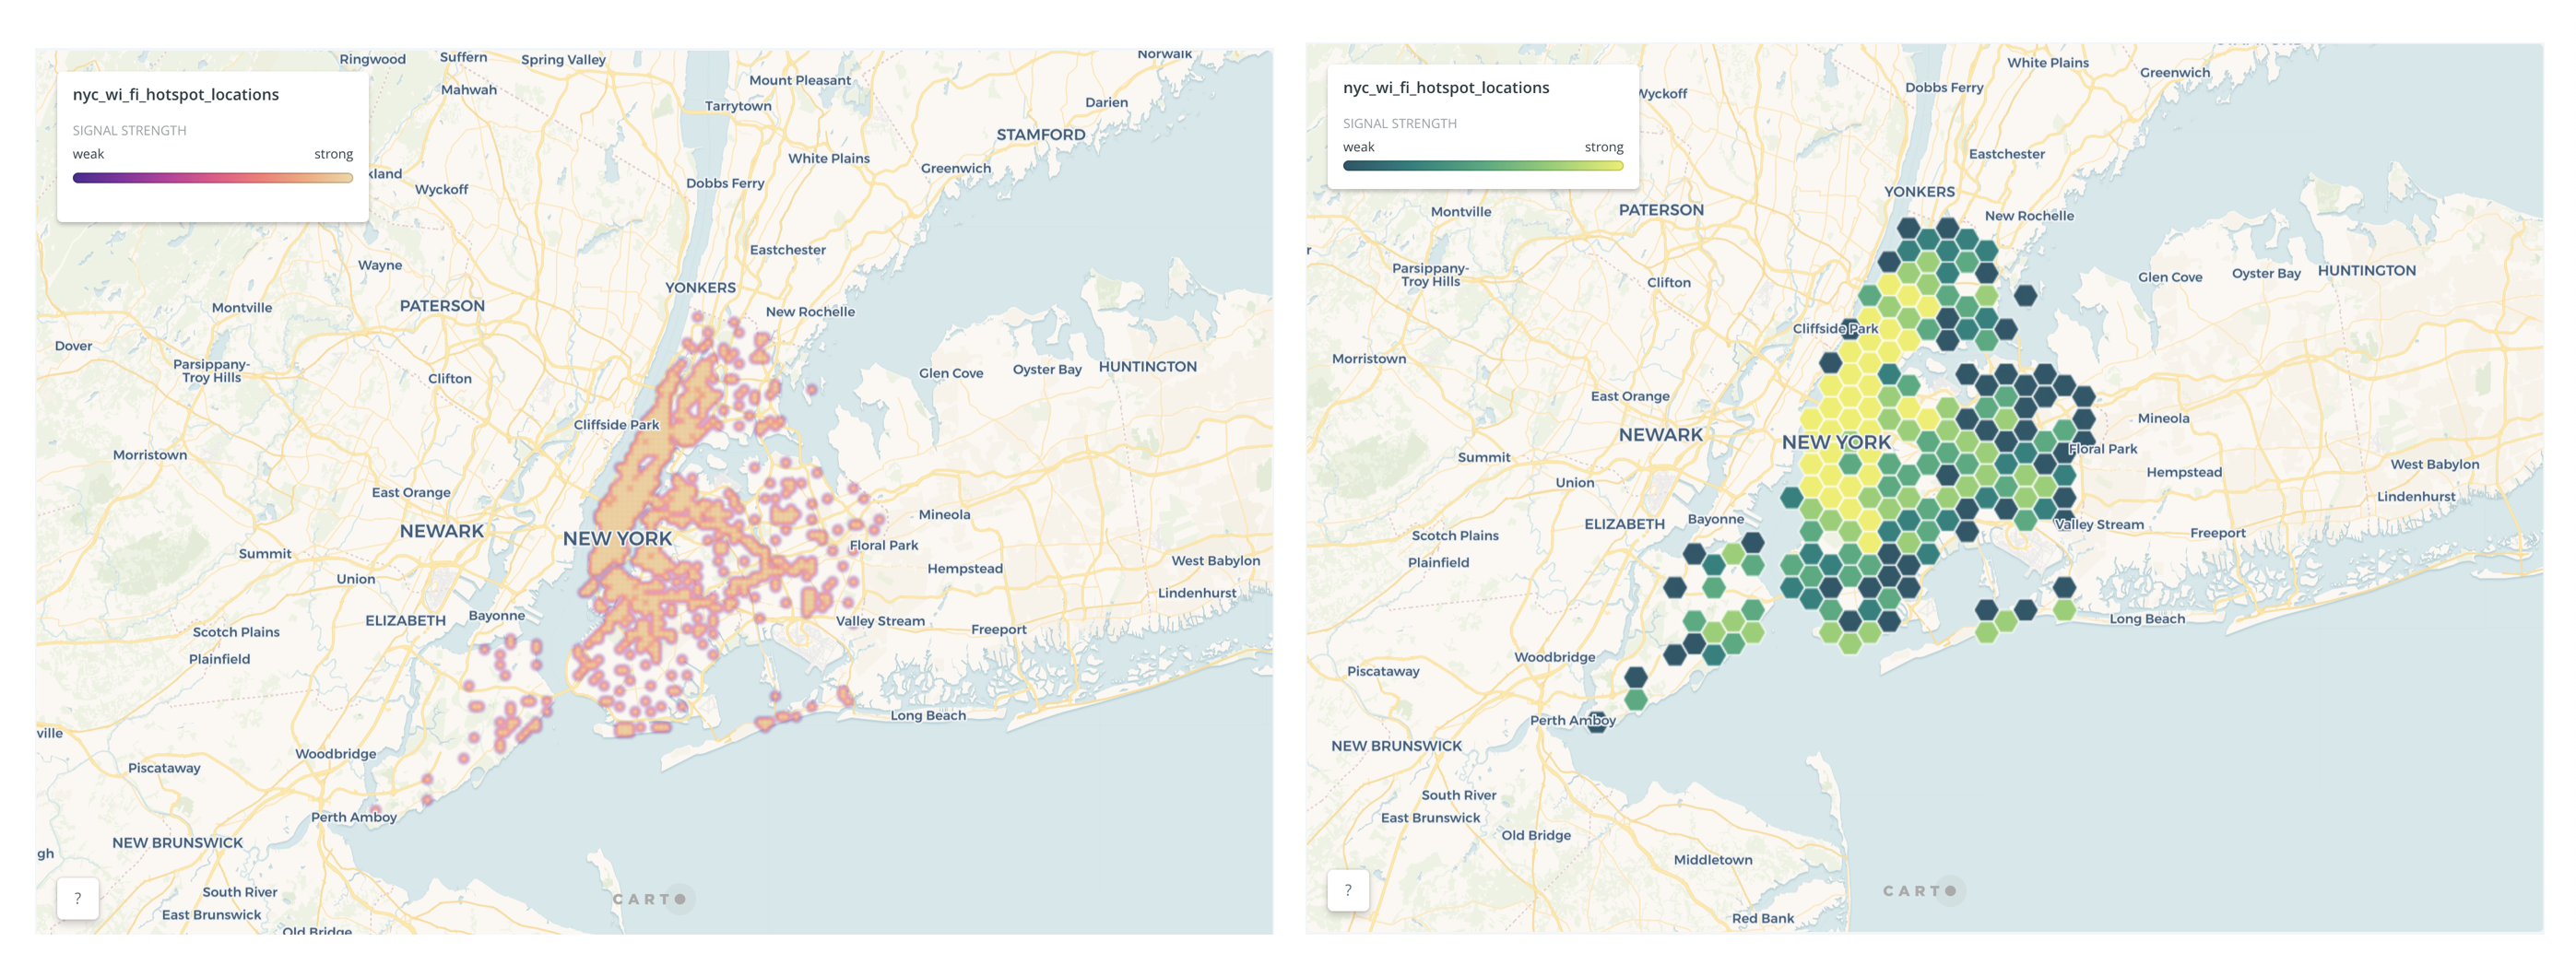 Ringwood
Suffern
Spring Valley
Norwalk
nyc_wi_fi_hotspot_locations
SIGNAL STRENGTH
weak
strong
Mahwah
Mount Pleasant
Tarrytown
Darien
STAMFORD
White Plains
Greenwich
kland
Wyckoff
Dobbs Ferry
Eastchester
Wayne
YONKERS
PATERSON
Montville
New Rochelle
Dover
Parsippany-
Troy Hills
Clifton
Glen Cove
Oyster Bay
HUNTINGTON
Cliffside Park
Morristown
East Orange
NEWARK
NEW YORK
Mineola
Floral Park
Summit
Hempstead
West Babylon
Union
Lindenhurst
ELIZABETH
Bayonne
Valley Stream
Freeport
Scotch Plains
Plainfield
Long Beach
ville
Woodbridge
Piscataway
Perth Amboy
NEW BRUNSWICK
gh
South River
East Brunswick
Old Bridge
?
CARTO
nyc_wi_fi_hotspot_locations
SIGNAL STRENGTH
weak
strong
White Plains
Greenwich
Dobbs Ferry
Wyckoff
Eastchester
YONKERS
PATERSON
Montville
New Rochelle
r
Parsippany-
Troy Hills
Clifton
Glen Cove
Oyster Bay
HUNTINGTON
Cliffside Park
Morristown
East Orange
NEWARK
NEW YORK
Mineola
Floral Park
Summit
Hempstead
West Babylon
Union
Lindenhurst
ELIZABETH
Bayonne
Valley Stream
Freeport
Scotch Plains
Plainfield
Long Beach
Woodbridge
Piscataway
Perth Amboy
NEW BRUNSWICK
South River
East Brunswick
Old Bridge
Middletown
Red Bank
?
CARTO